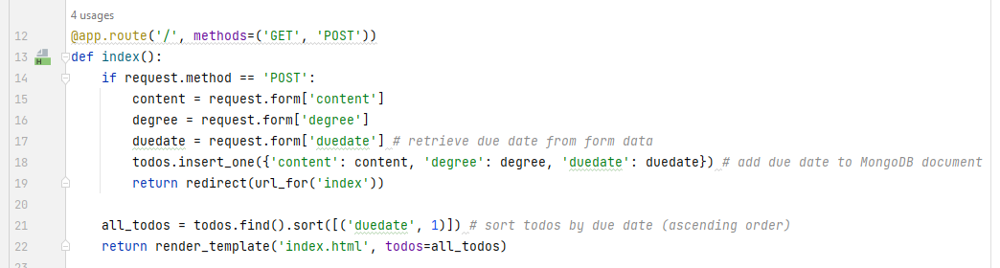 4 usages
12 @app.route('/', methods=('GET', 'POST'))
13 def index():
14 if request.method == 'POST':
15 content = request.form['content']
16 degree = request.form['degree']
17 duedate = request.form['duedate'] # retrieve due date from form data
18 todos.insert_one({'content': content, 'degree': degree, 'duedate': duedate}) # add due date to MongoDB document
19 return redirect(url_for('index'))
20
21 all_todos = todos.find().sort([('duedate', 1)]) # sort todos by due date (ascending order)
22 return render_template('index.html', todos=all_todos)
23